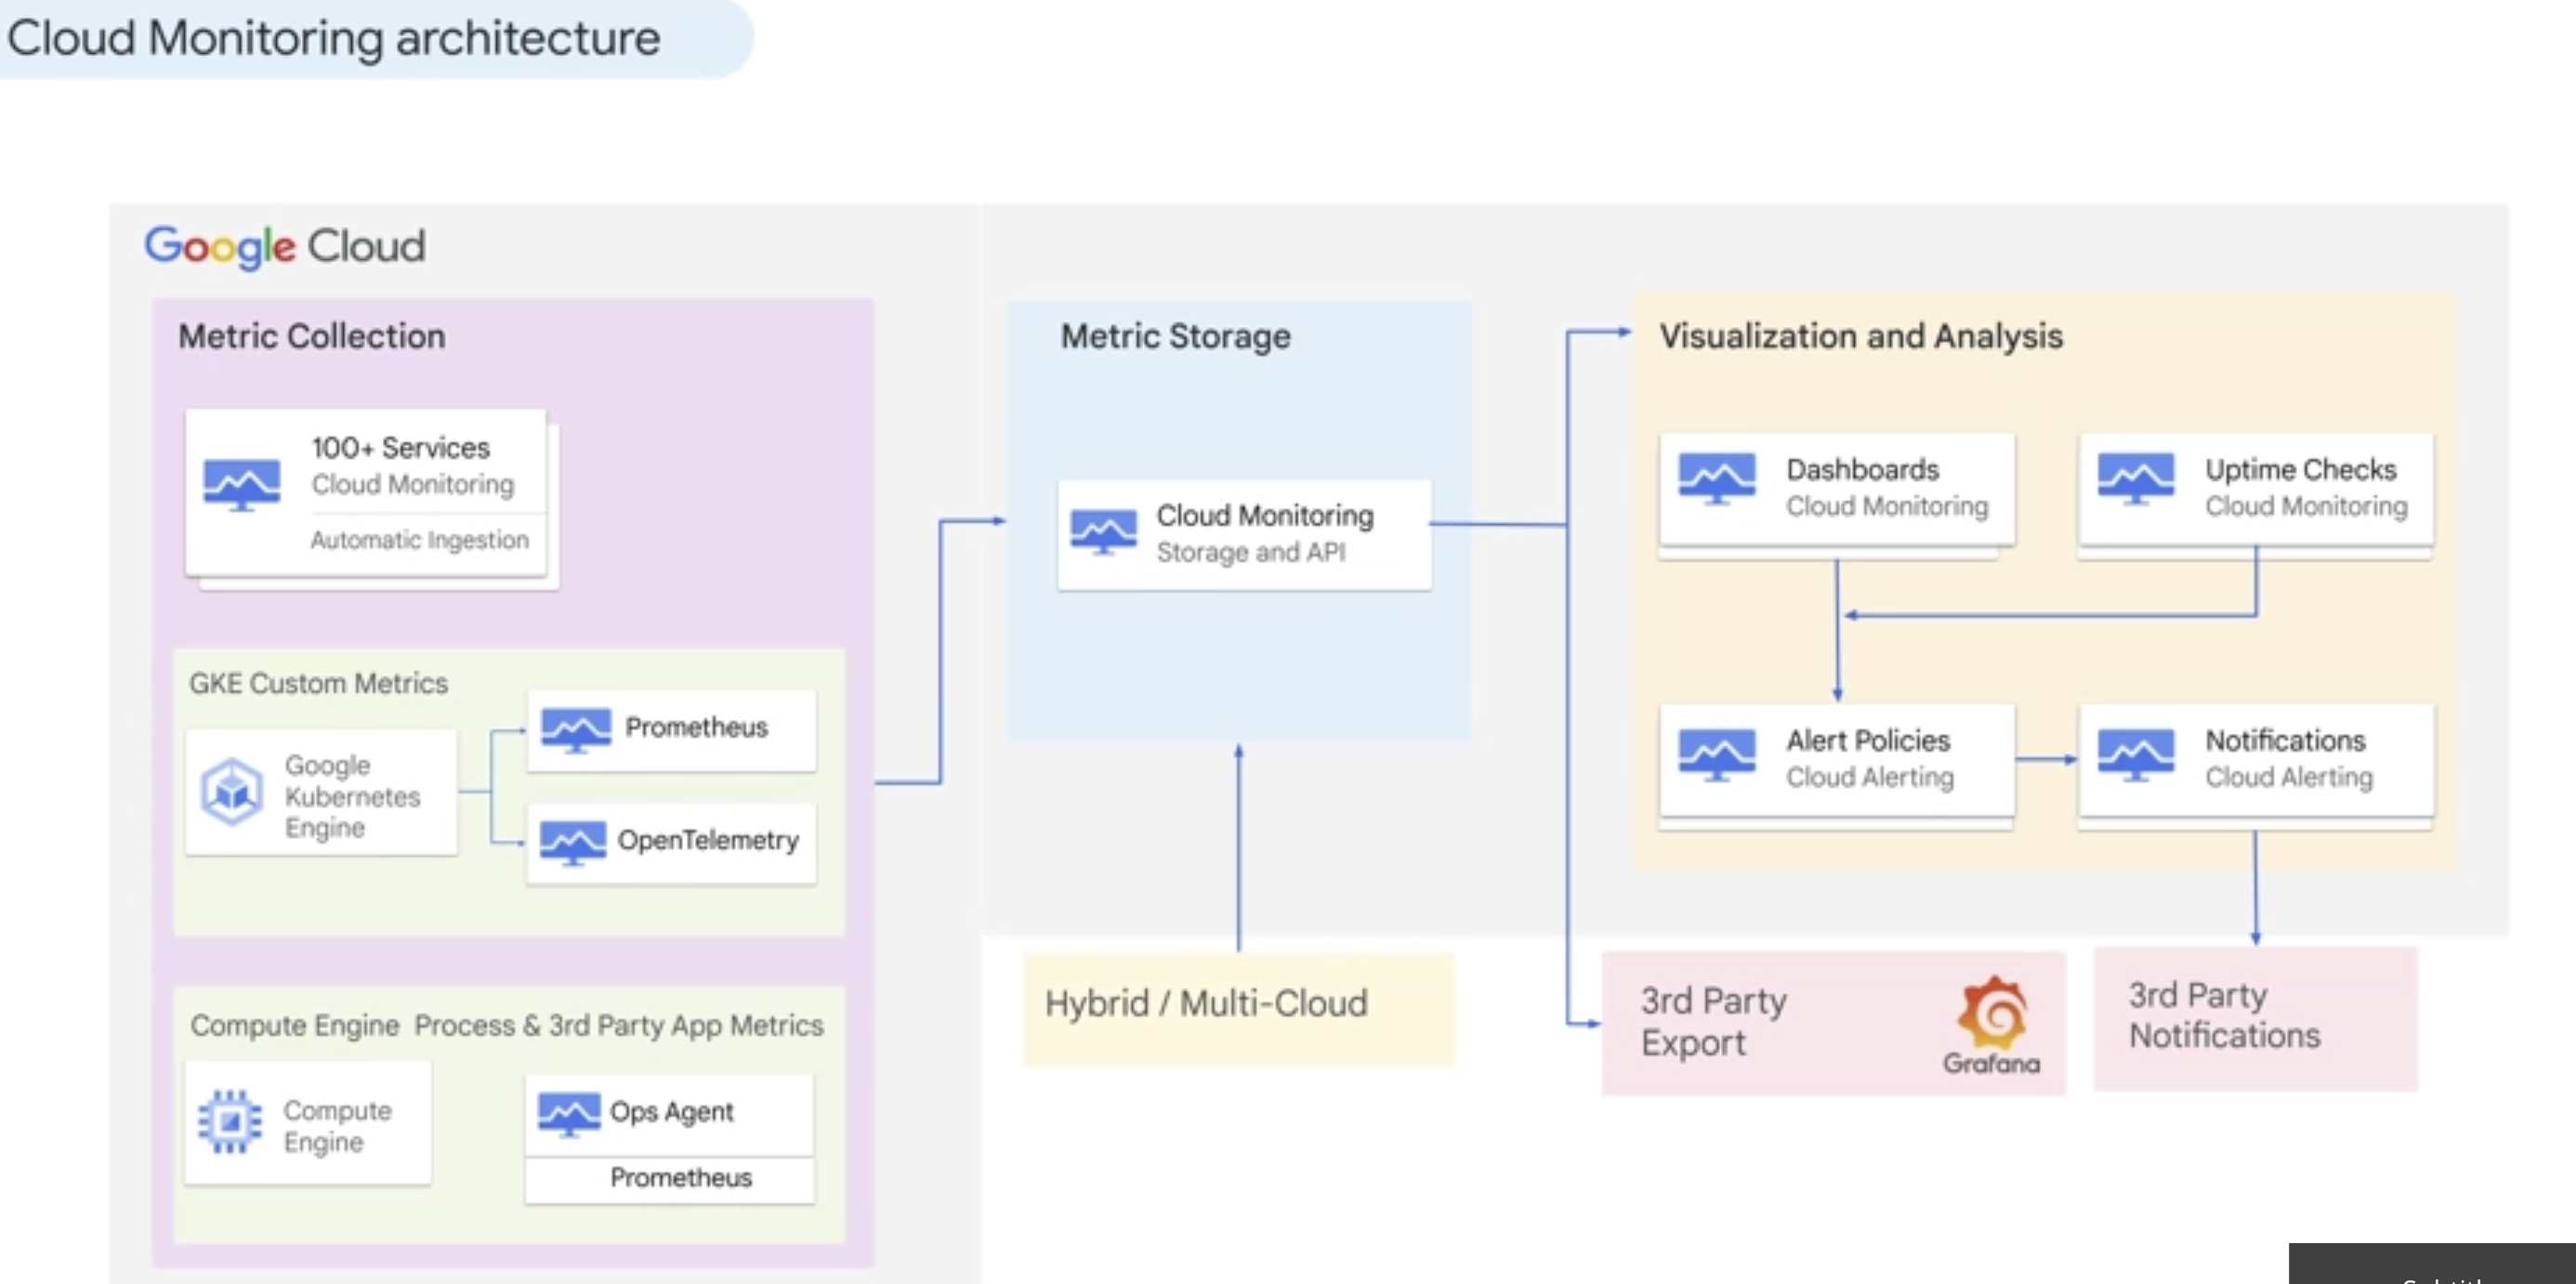 Cloud Monitoring architecture
Google Cloud
Metric Collection
100+ Services
Cloud Monitoring
Automatic Ingestion
GKE Custom Metrics
Google
Kubernetes
Engine
Prometheus
OpenTelemetry
Compute Engine Process & 3rd Party App Metrics
Compute
Engine
Ops Agent
Prometheus
Metric Storage
Cloud Monitoring
Storage and API
Hybrid / Multi-Cloud
Visualization and Analysis
Dashboards
Cloud Monitoring
Uptime Checks
Cloud Monitoring
Alert Policies
Cloud Alerting
Notifications
Cloud Alerting
3rd Party
Export
Grafana
3rd Party
Notifications